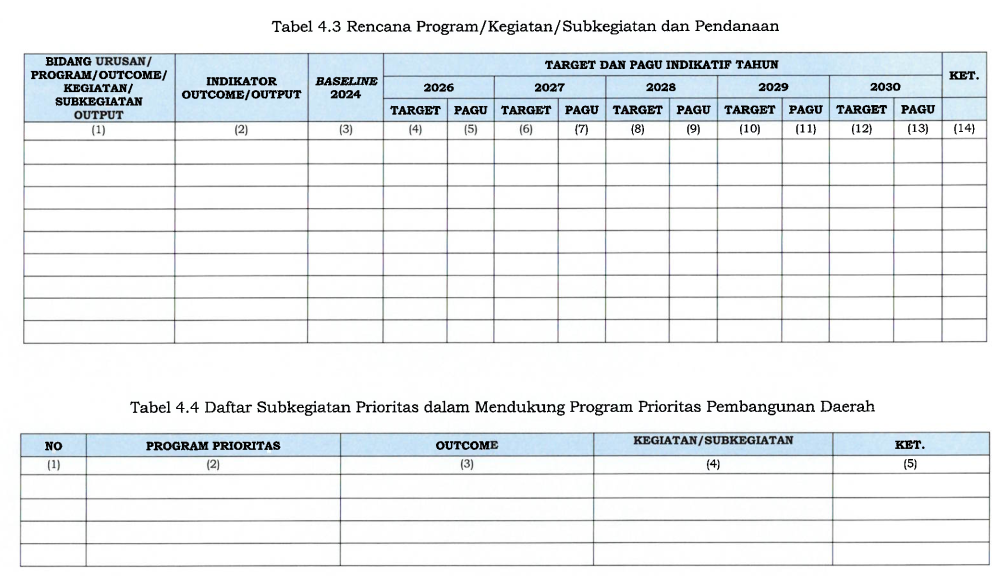 Tabel 4.3 Rencana Program/Kegiatan/Subkegiatan dan Pendanaan
BIDANG URUSAN/
PROGRAM/OUTCOME/
KEGIATAN/
SUBKEGIATAN
OUTPUT
INDIKATOR
OUTCOME/OUTPUT
BASELINE
2024
TARGET DAN PAGU INDIKATIF TAHUN
KET.
2026 2027 2028 2029 2030
TARGET PAGU TARGET PAGU TARGET PAGU TARGET PAGU TARGET PAGU
(1) (2) (3) (4) (5) (6) (7) (8) (9) (10) (11) (12) (13) (14)
Tabel 4.4 Daftar Subkegiatan Prioritas dalam Mendukung Program Prioritas Pembangunan Daerah
NO PROGRAM PRIORITAS OUTCOME KEGIATAN/SUBKEGIATAN KET.
(1) (2) (3) (4) (5)